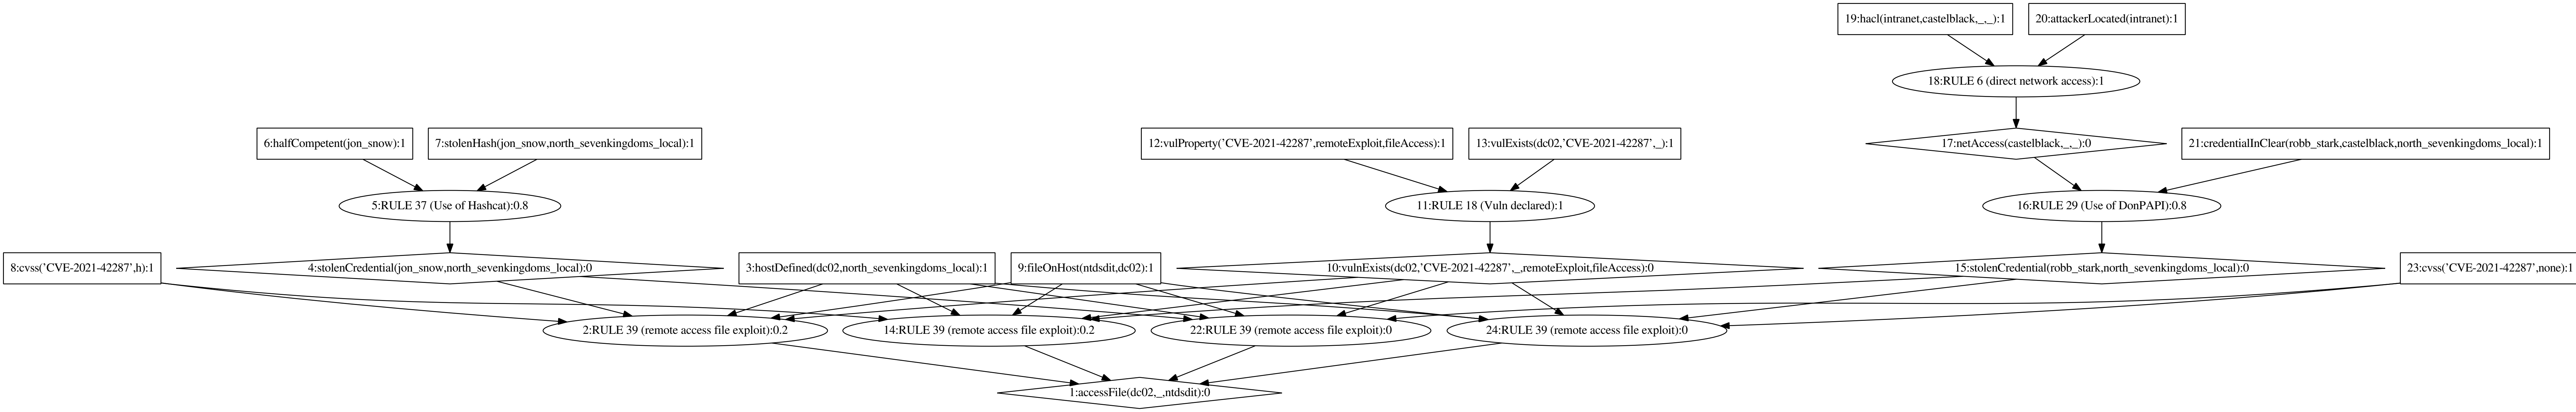 19:hacl(intranet,castelblack,_,_):1
20:attackerLocated(intranet):1
18:RULE 6 (direct network access):1
6:halfCompetent(jon_snow):1
7:stolenHash(jon_snow,north_sevenkingdoms_local):1
12:vulProperty('CVE-2021-42287',remoteExploit,fileAccess):1
13:vulExists(dc02,'CVE-2021-42287',_):1
17:netAccess(castelblack,_,_):0
21:credentialInClear(robb_stark,castelblack,north_sevenkingdoms_local):1
5:RULE 37 (Use of Hashcat):0.8
11:RULE 18 (Vuln declared):1
16:RULE 29 (Use of DonPAPI):0.8
8:cvss('CVE-2021-42287',h):1
4:stolenCredential(jon_snow,north_sevenkingdoms_local):0
3:hostDefined(dc02,north_sevenkingdoms_local):1
9:fileOnHost(ntdsdit,dc02):1
10:vulnExists(dc02,'CVE-2021-42287',_,remoteExploit,fileAccess):0
15:stolenCredential(robb_stark,north_sevenkingdoms_local):0
23:cvss('CVE-2021-42287',none):1
2:RULE 39 (remote access file exploit):0.2
14:RULE 39 (remote access file exploit):0.2
22:RULE 39 (remote access file exploit):0
24:RULE 39 (remote access file exploit):0
1:accessFile(dc02,_,ntdsdit):0